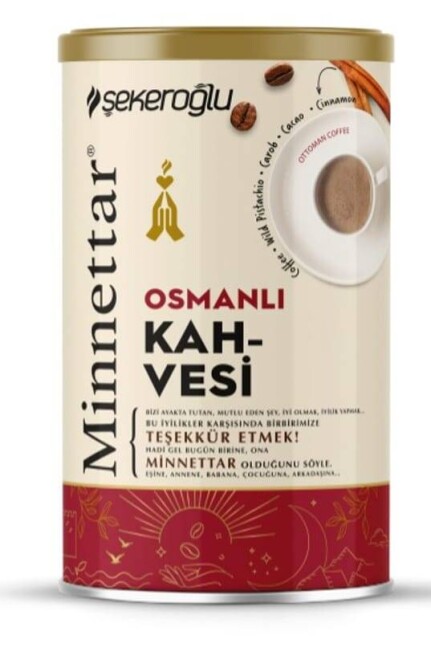 şekeroğlu
Minnettar®
Coffee • Wild Pistachio • Carob • Cacao • Cinnamon
OTTOMAN COFFEE
OSMANLI
KAH-
VESİ
BİZİ AYAKTA TUTAN, MUTLU EDEN ŞEY, İYİ OLMAK, İYİLİK YAPMAK...
BU İYİLİKLER KARŞISINDA BİRBİRİMİZE
TEŞEKKÜR ETMEK!
HADİ GEL BUGÜN BİRİNE, ONA
MİNNETTAR OLDUĞUNU SÖYLE.
EŞİNE, ANNENE, BABANA, ÇOCUĞUNA, ARKADAŞINA...